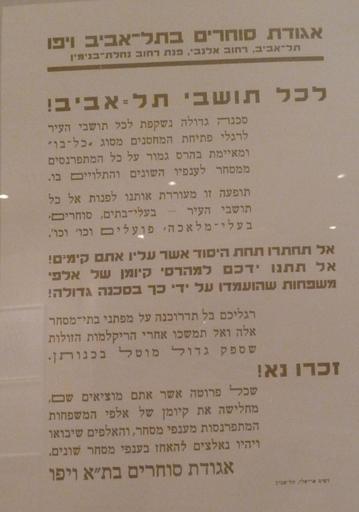 אגודת סוחרים בתל־אביב ויפו
תל־אביב, רחוב אלנבי, פנת רחוב נחלת־בנימין
לכל תושבי תל-אביב!
סכנה גדולה נשקפת לכל תושבי העיר
לרגלי פתיחת המחסנים מסוג „כל־בו"
ומאיימת בהרס גמור על כל המתפרנסים
ממסחר לענפיו השונים והתלויים בו.
תופעה זו מעוררת אותנו לפנות אל כל
תושבי העיר — בעלי־בתים, סוחרים,
בעלי־מלאכה, פועלים וכו' וכו'.
אל תחתרו תחת היסוד אשר עליו אתם קימים!
אל תתנו ידכם למהרסי קיומן של אלפי
משפחות שהועמדו על ידי כך בסכנה גדולה!
רגליכם בל תדרוכנה על מפתני בתי־מסחר
אלה ואל תמשכו אחרי הריקלמות הזולות
שספק גדול מוטל בכנותן.
זכרו נא!
שכל פרוטה אשר אתם מוציאים שם,
מחלישה את קיומן של אלפי המשפחות
המתפרנסות מענפי מסחר, והאלפים שיבואו
ויהיו נאלצים להאחז בענפי מסחר שונים.
אגודת סוחרים בת"א ויפו
דפוס אריאלי, תל־אביב